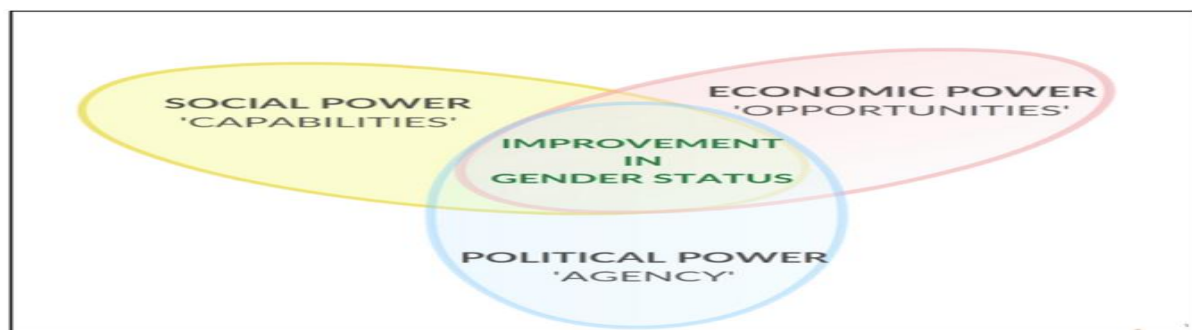 SOCIAL POWER
'CAPABILITIES'
ECONOMIC POWER
'OPPORTUNITIES'
IMPROVEMENT
IN
GENDER STATUS
POLITICAL POWER
'AGENCY'